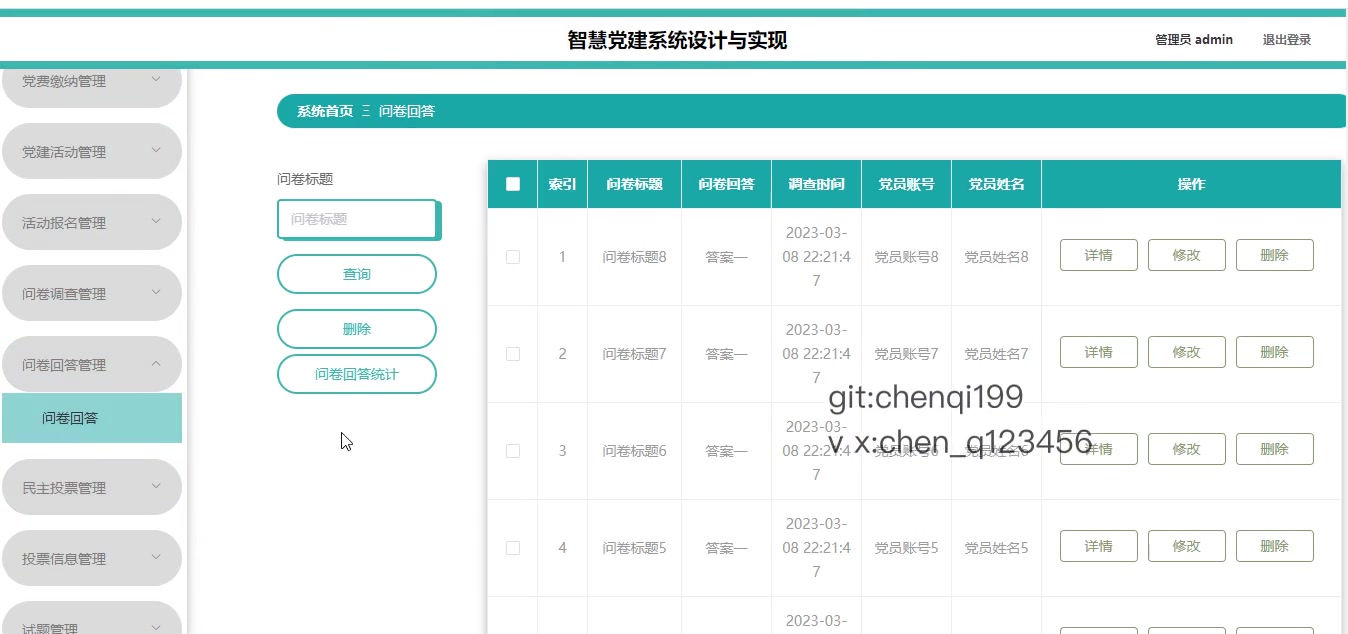 智慧党建系统设计与实现
管理员 admin
退出登录
党费缴纳管理
党建活动管理
活动报名管理
问卷调查管理
问卷回答管理
问卷回答
民主投票管理
投票信息管理
试题管理
系统首页 Ξ 问卷回答
问卷标题
问卷标题
查询
删除
问卷回答统计
索引 问卷标题 问卷回答 调查时间 党员账号 党员姓名 操作
1 问卷标题8 答案一 2023-03-08 22:21:47 党员账号8 党员姓名8 详情 修改 删除
2 问卷标题7 答案一 2023-03-08 22:21:47 党员账号7 党员姓名7 详情 修改 删除
3 问卷标题6 答案一 2023-03-08 22:21:47 党员账号6 党员姓名6 详情 修改 删除
4 问卷标题5 答案一 2023-03-08 22:21:47 党员账号5 党员姓名5 详情 修改 删除
2023-03-
git:chenqi199
v x:chen_q123456